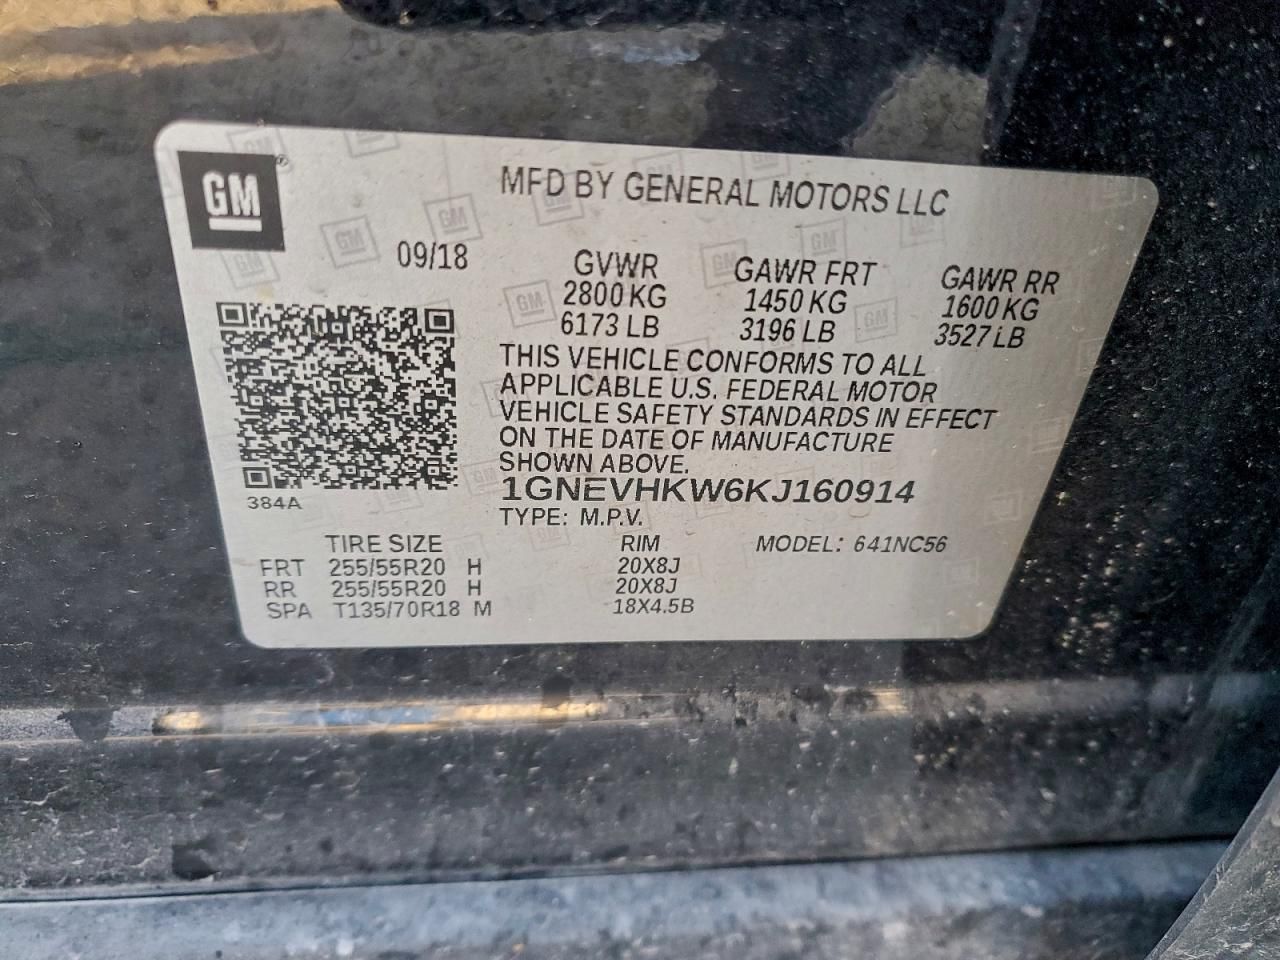 GM
MFD BY GENERAL MOTORS LLC
09/18
GVWR GAWR FRT GAWR RR
2800 KG 1450 KG 1600 KG
6173 LB 3196 LB 3527 LB
THIS VEHICLE CONFORMS TO ALL
APPLICABLE U.S. FEDERAL MOTOR
VEHICLE SAFETY STANDARDS IN EFFECT
ON THE DATE OF MANUFACTURE
SHOWN ABOVE.
1GNEVHKW6KJ160914
384A
TYPE: M.P.V.
TIRE SIZE RIM MODEL: 641NC56
FRT 255/55R20 H 20X8J
RR 255/55R20 H 20X8J
SPA T135/70R18 M 18X4.5B